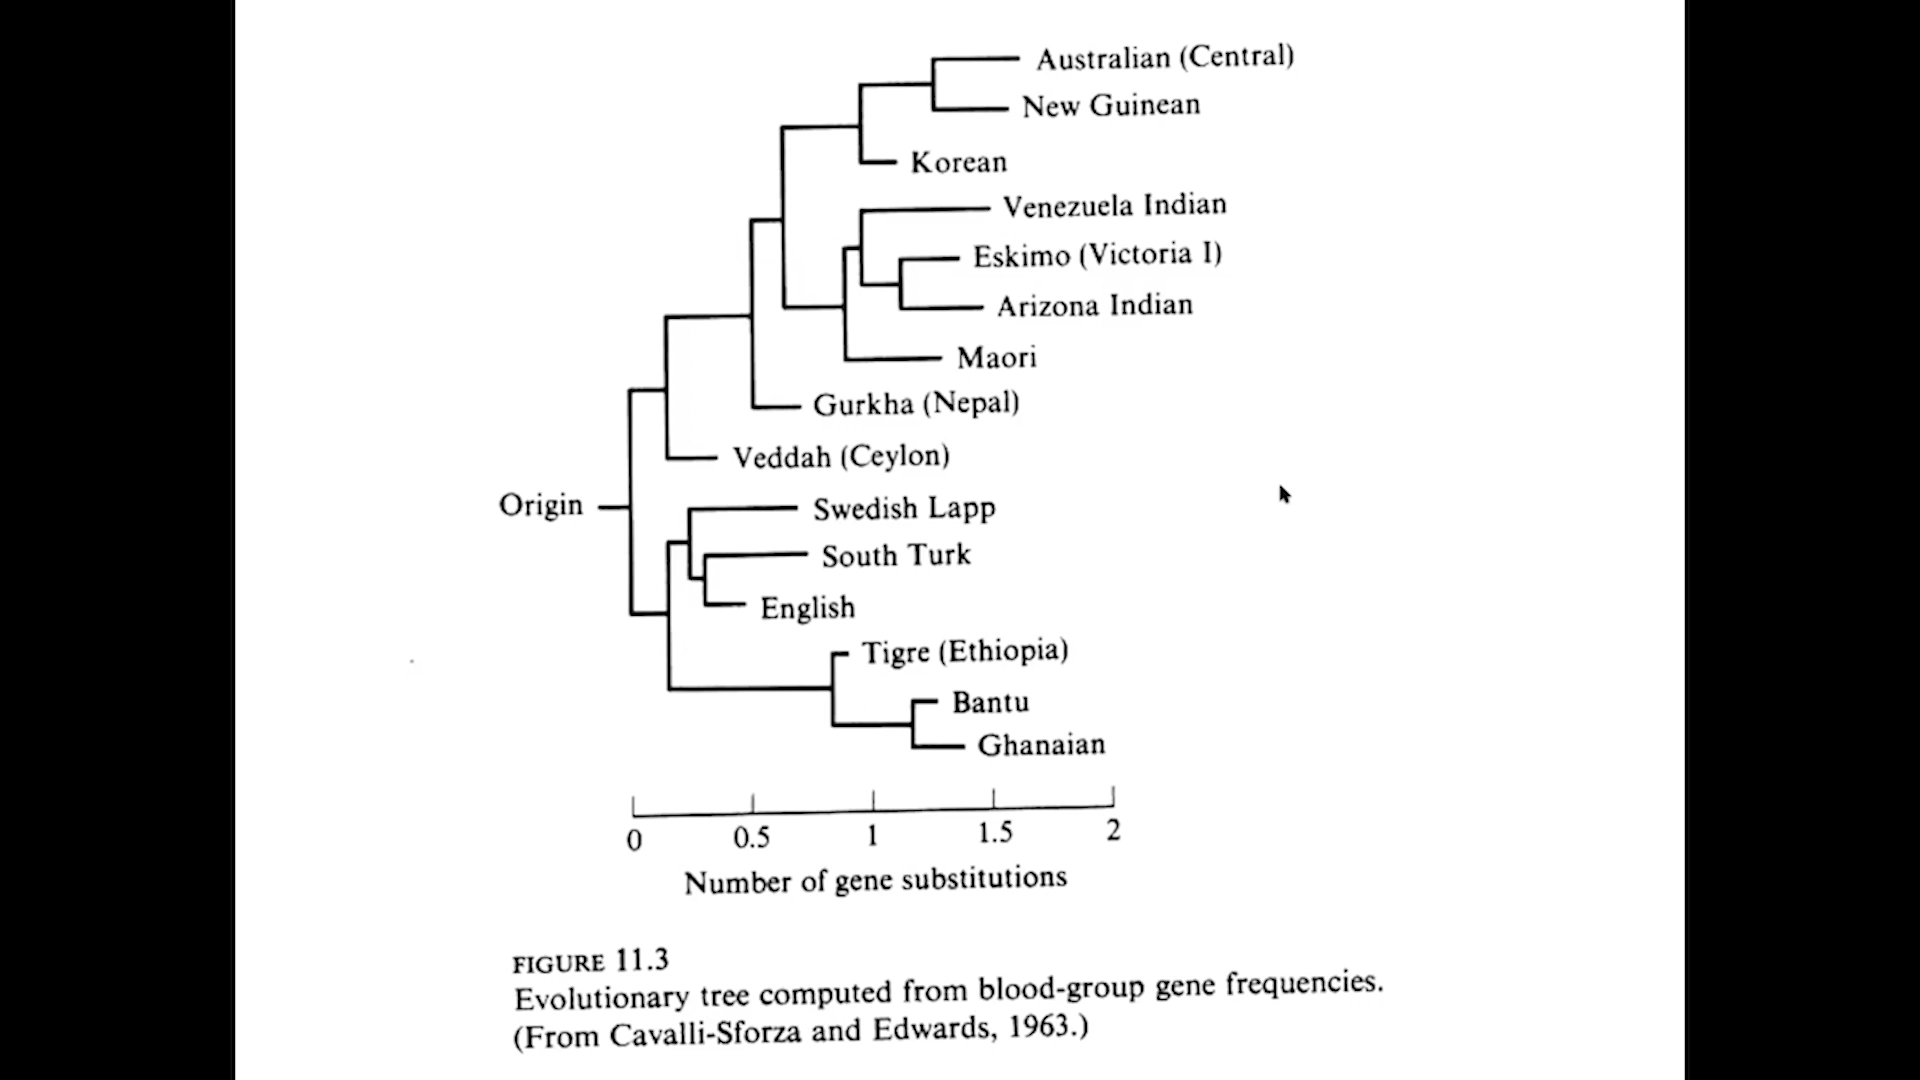 Australian (Central)
New Guinean
Korean
Venezuela Indian
Eskimo (Victoria I)
Arizona Indian
Maori
Gurkha (Nepal)
Veddah (Ceylon)
Origin
Swedish Lapp
South Turk
English
Tigre (Ethiopia)
Bantu
Ghanaian
0 0.5 1 1.5 2
Number of gene substitutions
FIGURE 11.3
Evolutionary tree computed from blood-group gene frequencies.
(From Cavalli-Sforza and Edwards, 1963.)